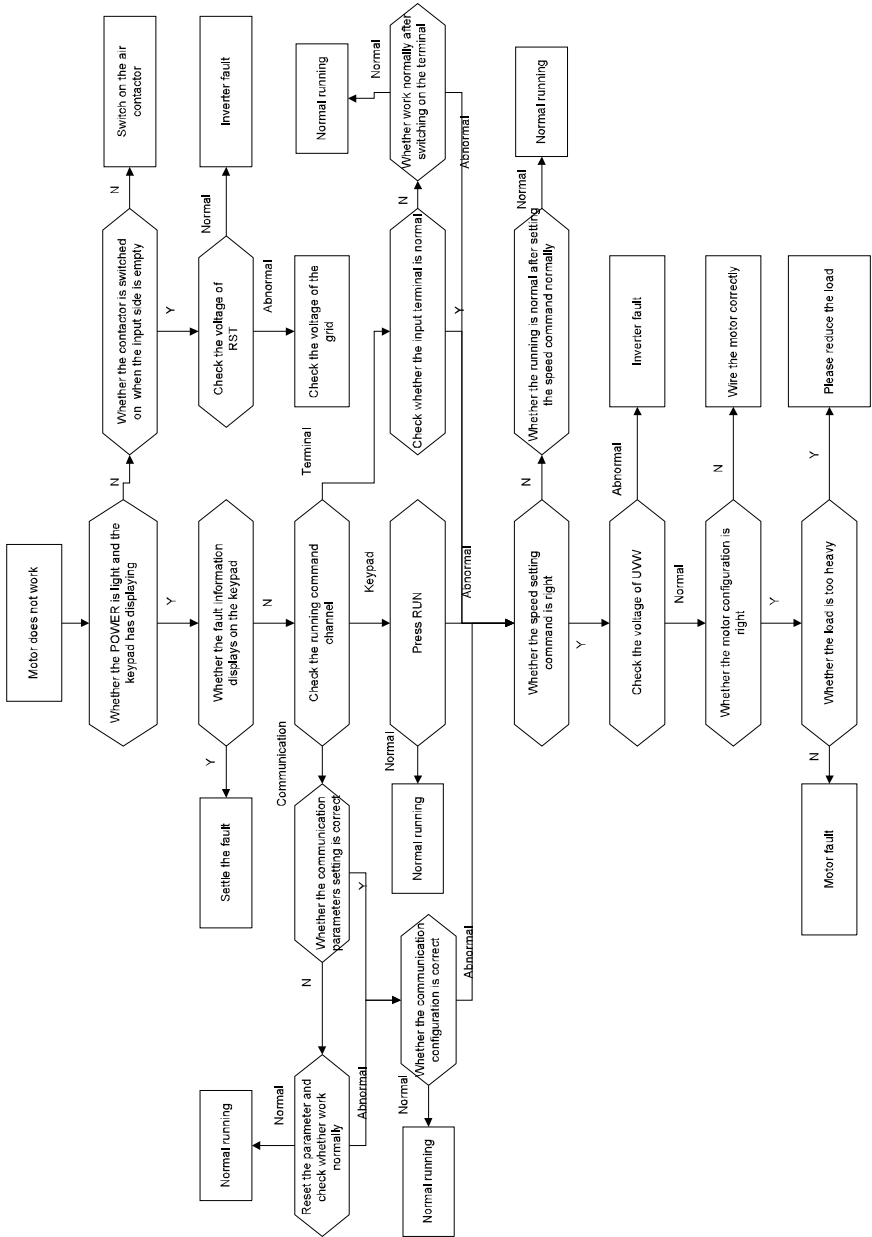 Motor does not work
Whether the POWER is light and the
keypad has displaying
N
Whether the contactor is switched
on when the input side is empty
N
Switch on the air
contactor
Y
Y
Whether the fault information
displays on the keypad
Y
Settle the fault
Check the voltage of
RST
Normal
Inverter fault
N
Abnormal
Check the voltage of the
grid
Check the running command
channel
Communication
Terminal
Keypad
Whether the communication
parameters setting is correct
N
Y
Reset the parameter and
check whether work
normally
Normal
Normal running
Abnormal
Whether the communication
configuration is correct
Normal
Normal running
Abnormal
Press RUN
Normal
Normal running
Abnormal
Check whether the input terminal is normal
N
Y
Whether work normally after
switching on the terminal
Normal
Normal running
Abnormal
Whether the speed setting
command is right
N
Whether the running is normal after setting
the speed command normally
Normal
Normal running
Y
Check the voltage of UVW
Abnormal
Inverter fault
Normal
Whether the motor configuration is
right
N
Wire the motor correctly
Y
Whether the load is too heavy
Y
Please reduce the load
N
Motor fault